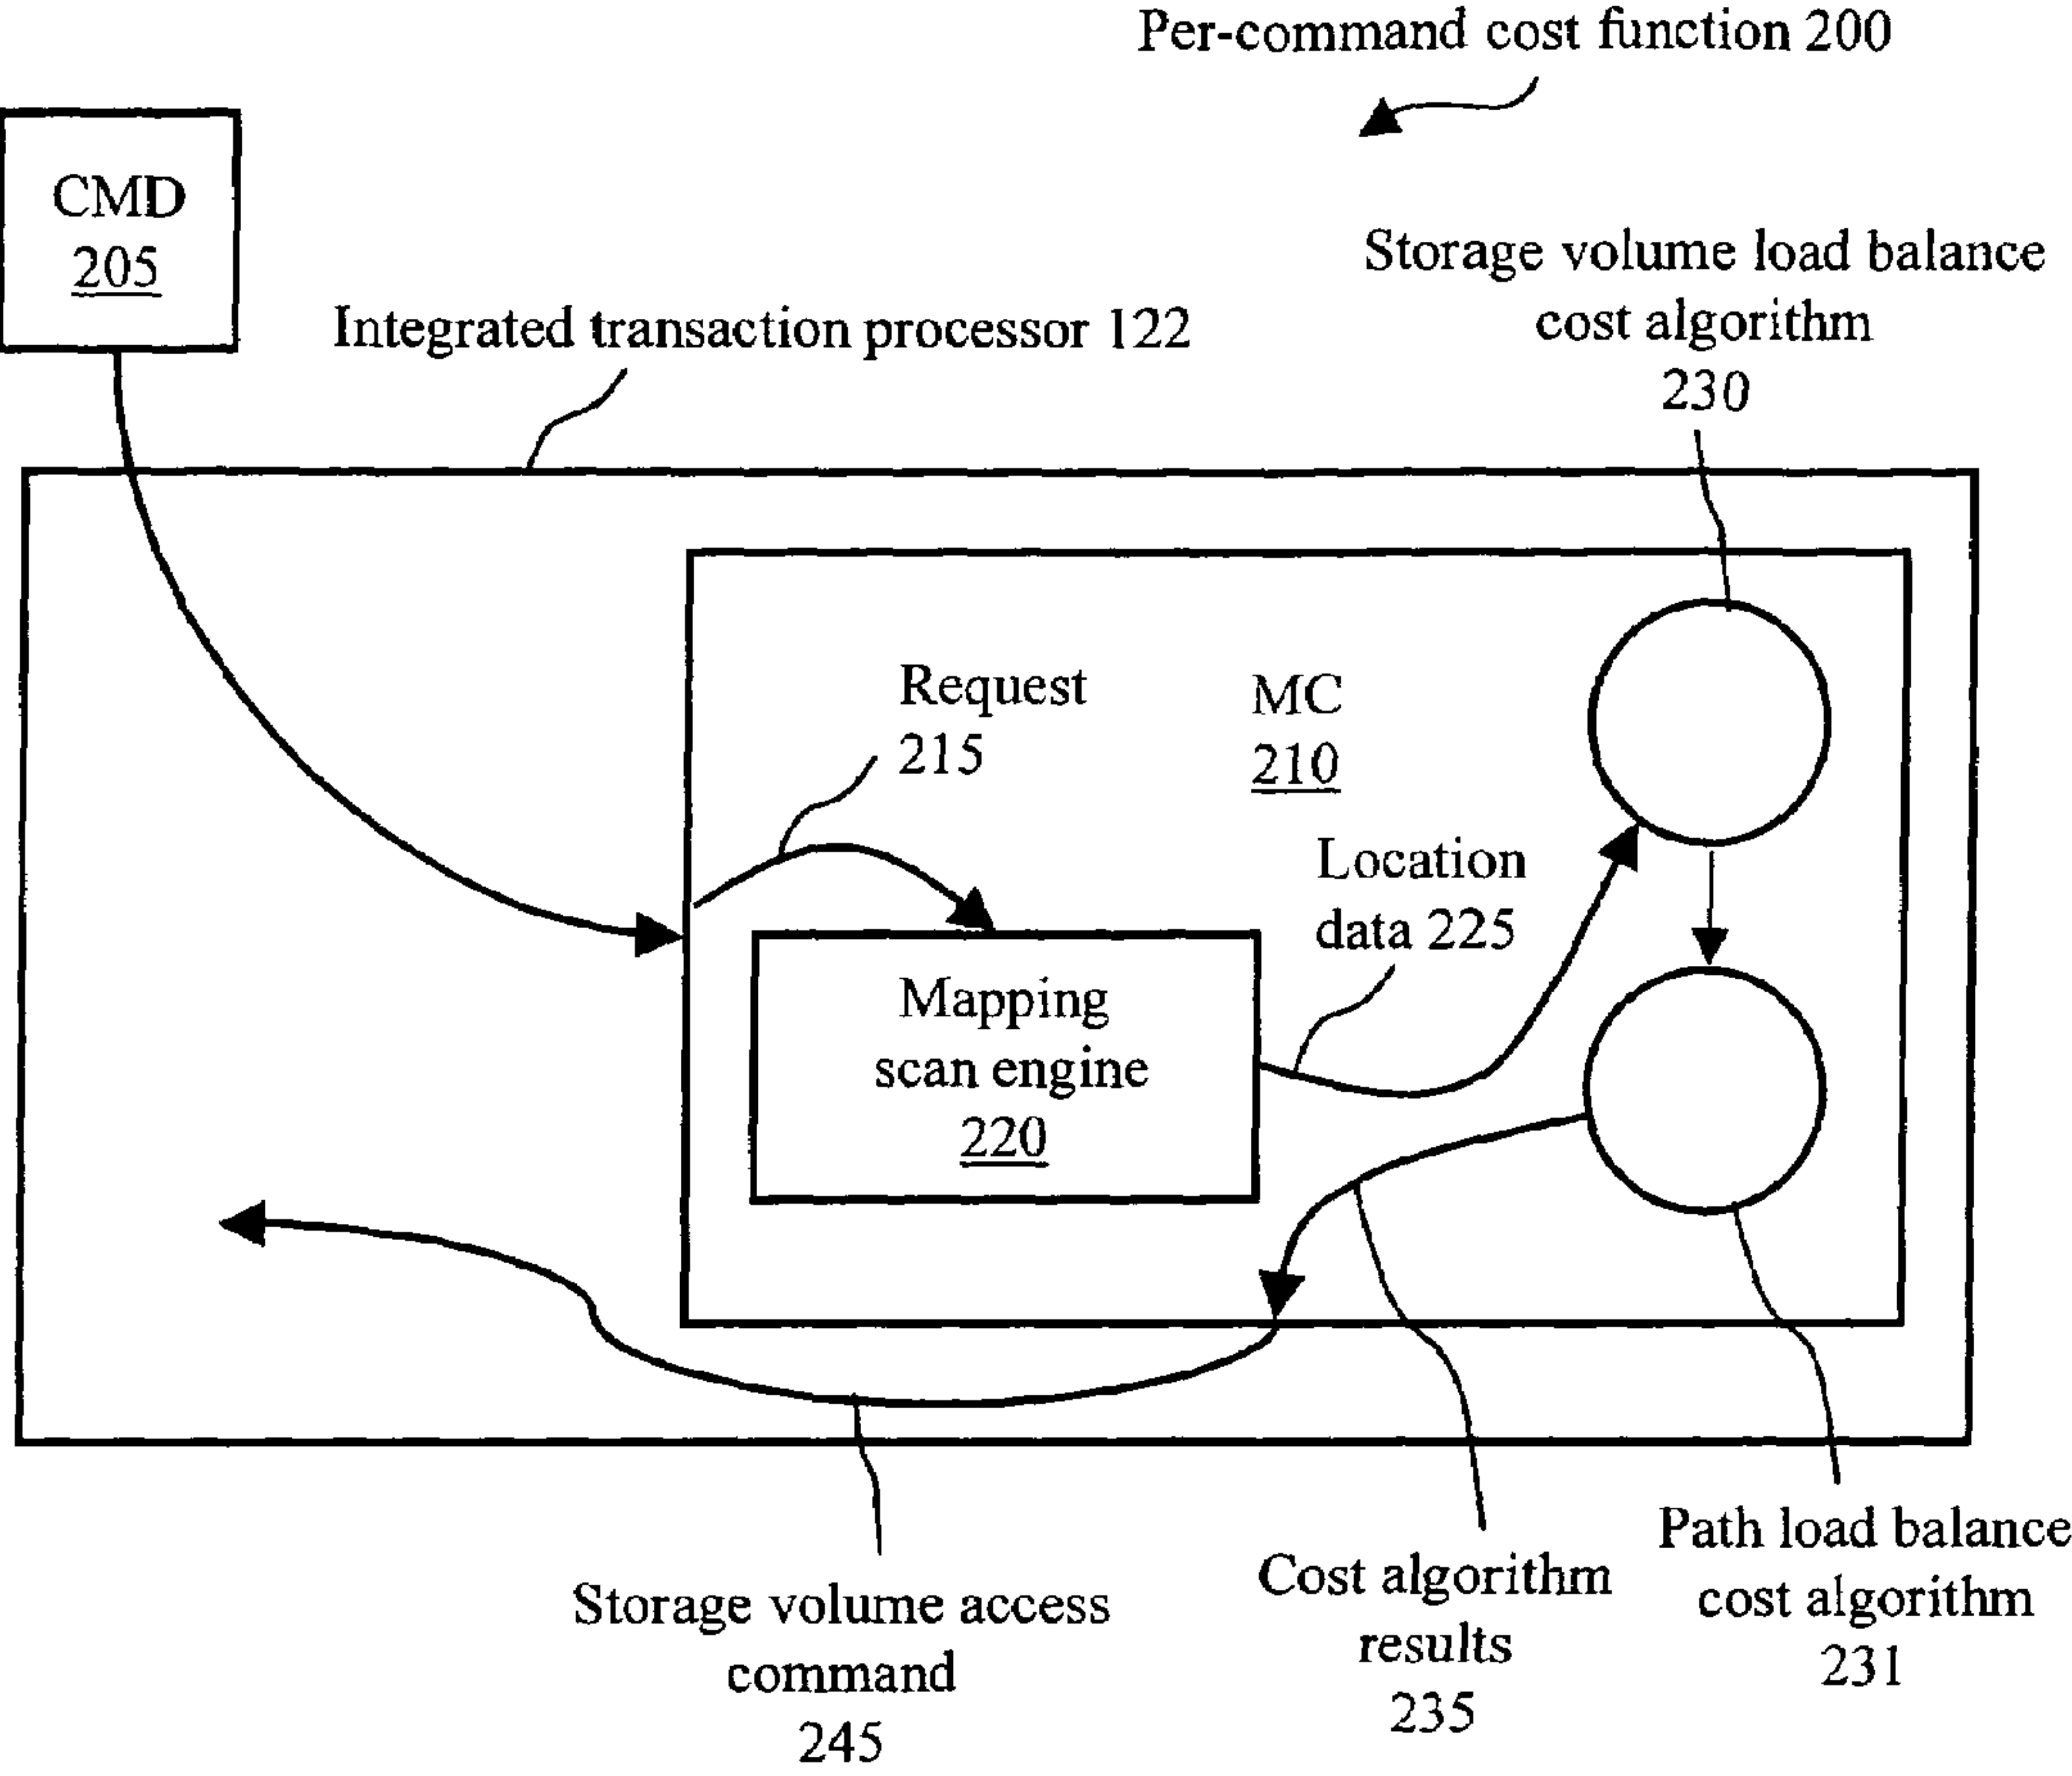 Per-command cost function 200
CMD
205
Integrated transaction processor 122
Storage volume load balance
cost algorithm
230
Request
215
MC
210
Location
data 225
Mapping
scan engine
220
Storage volume access
command
245
Cost algorithm
results
235
Path load balance
cost algorithm
231